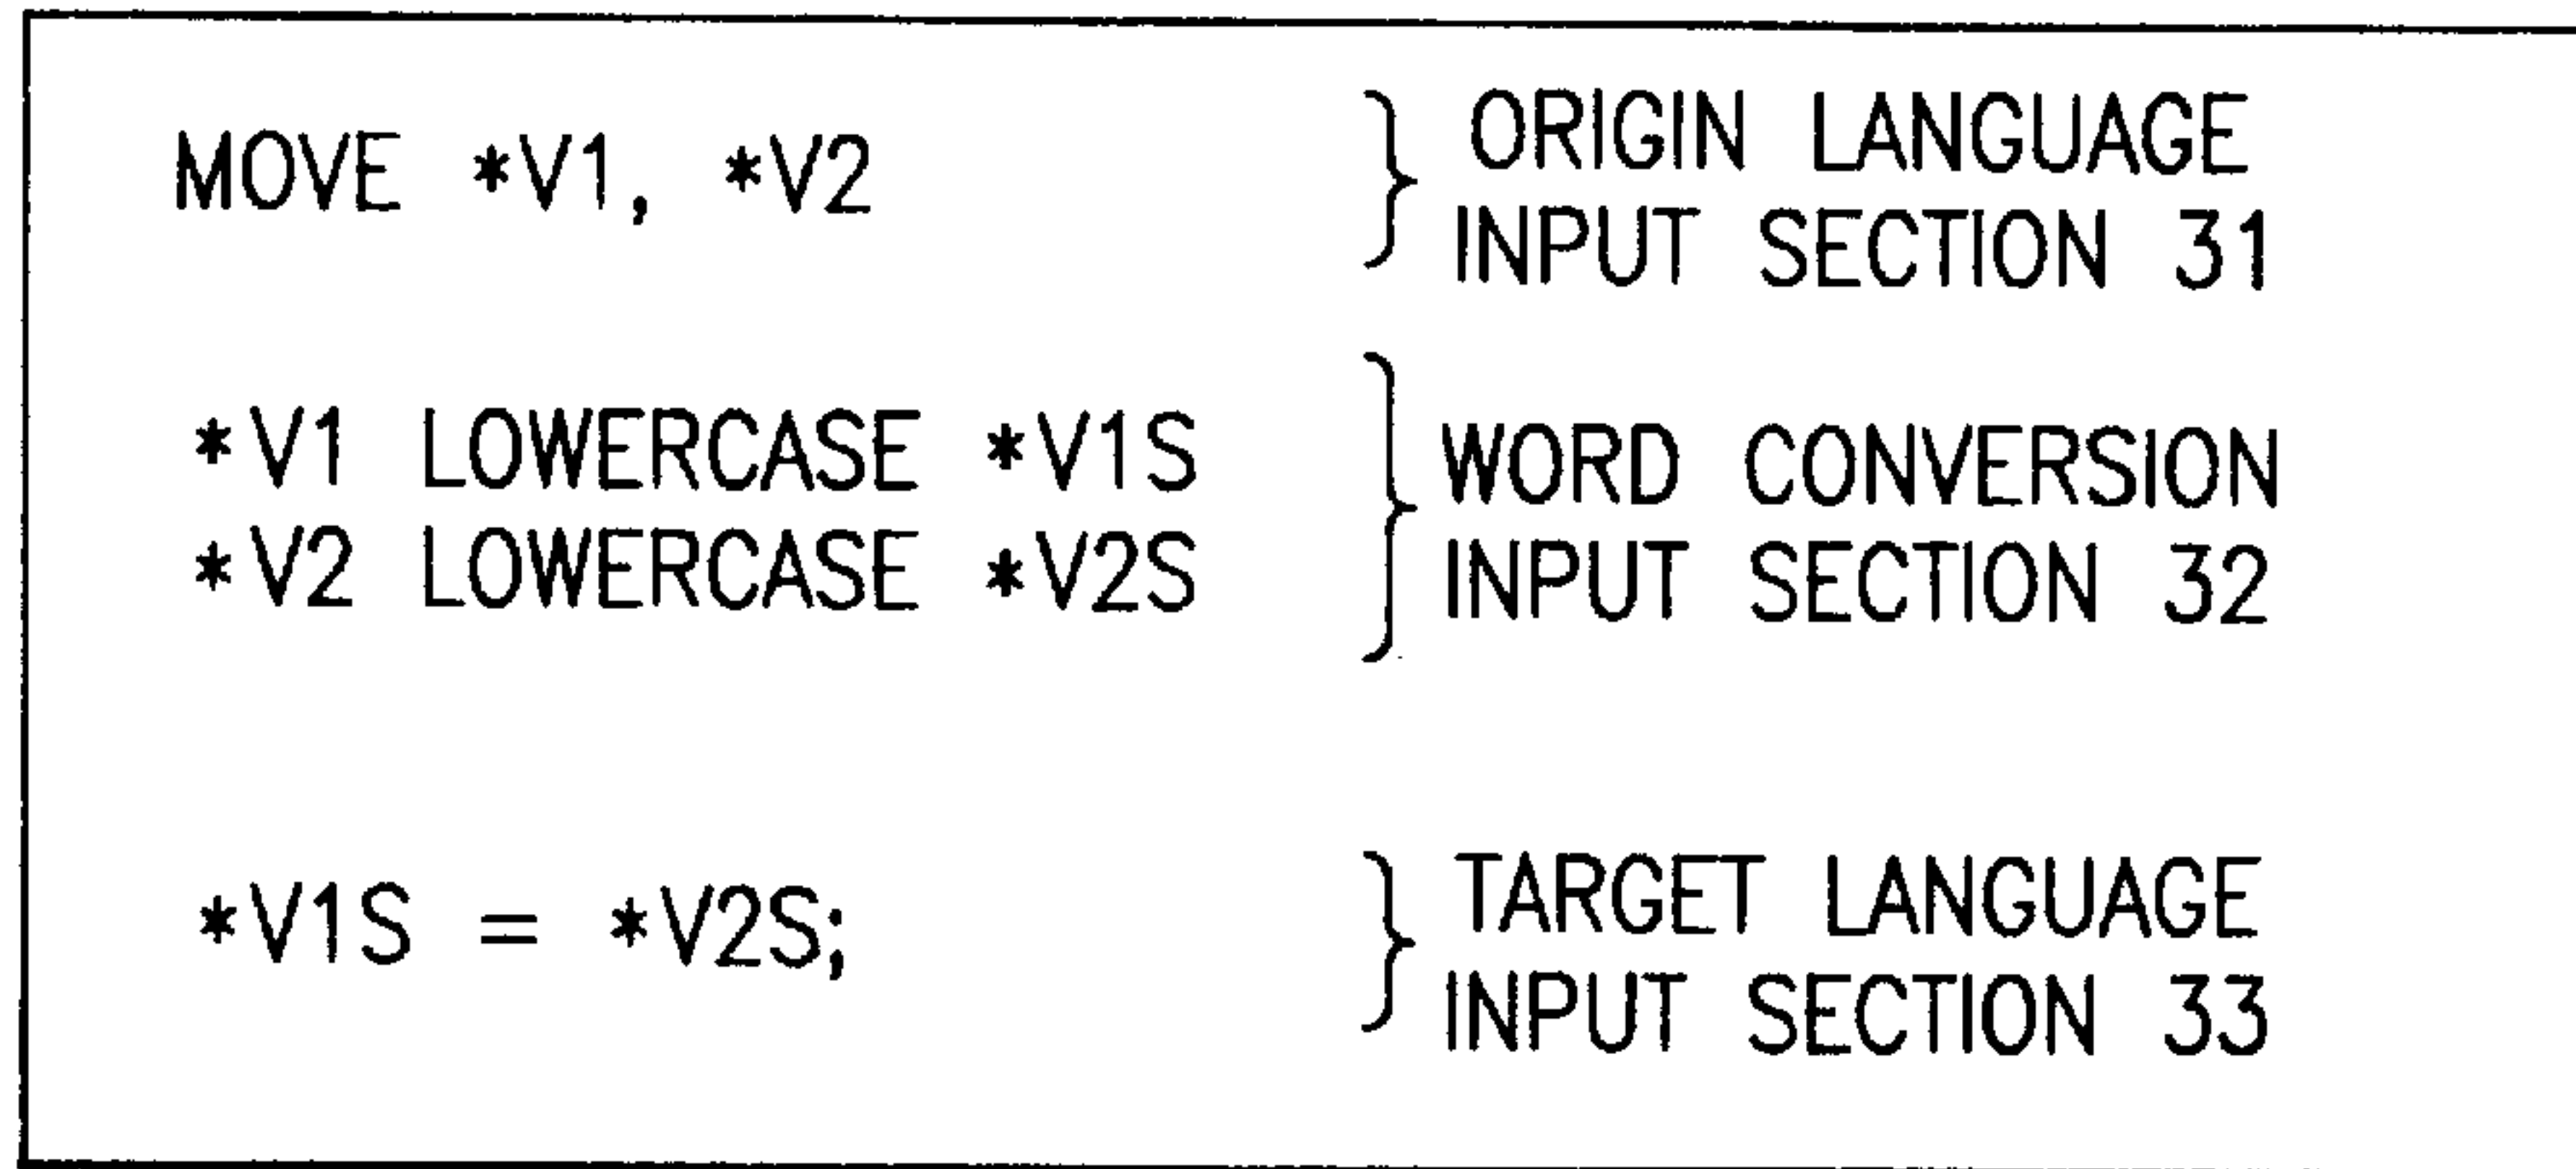 MOVE *V1, *V2
ORIGIN LANGUAGE
INPUT SECTION 31
*V1 LOWERCASE *V1S
*V2 LOWERCASE *V2S
WORD CONVERSION
INPUT SECTION 32
*V1S = *V2S;
TARGET LANGUAGE
INPUT SECTION 33